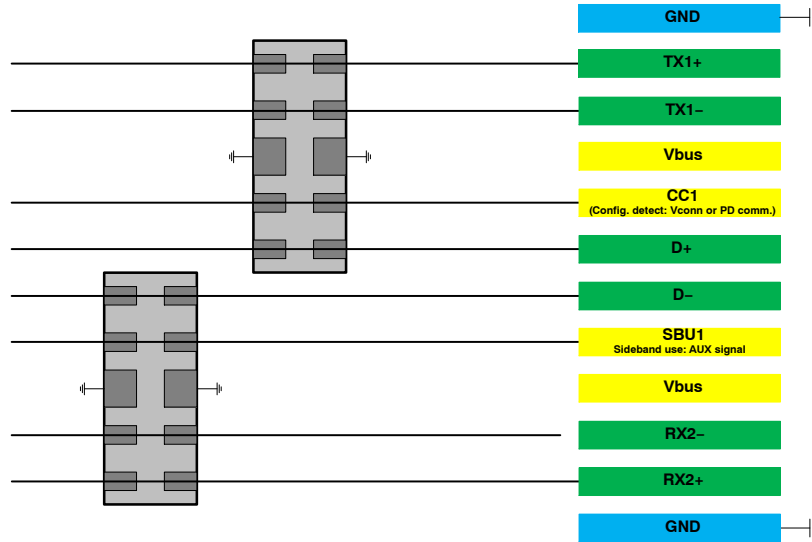 GND
TX1+
TX1−
Vbus
CC1
(Config. detect: Vconn or PD comm.)
D+
D−
SBU1
Sideband use: AUX signal
Vbus
RX2−
RX2+
GND